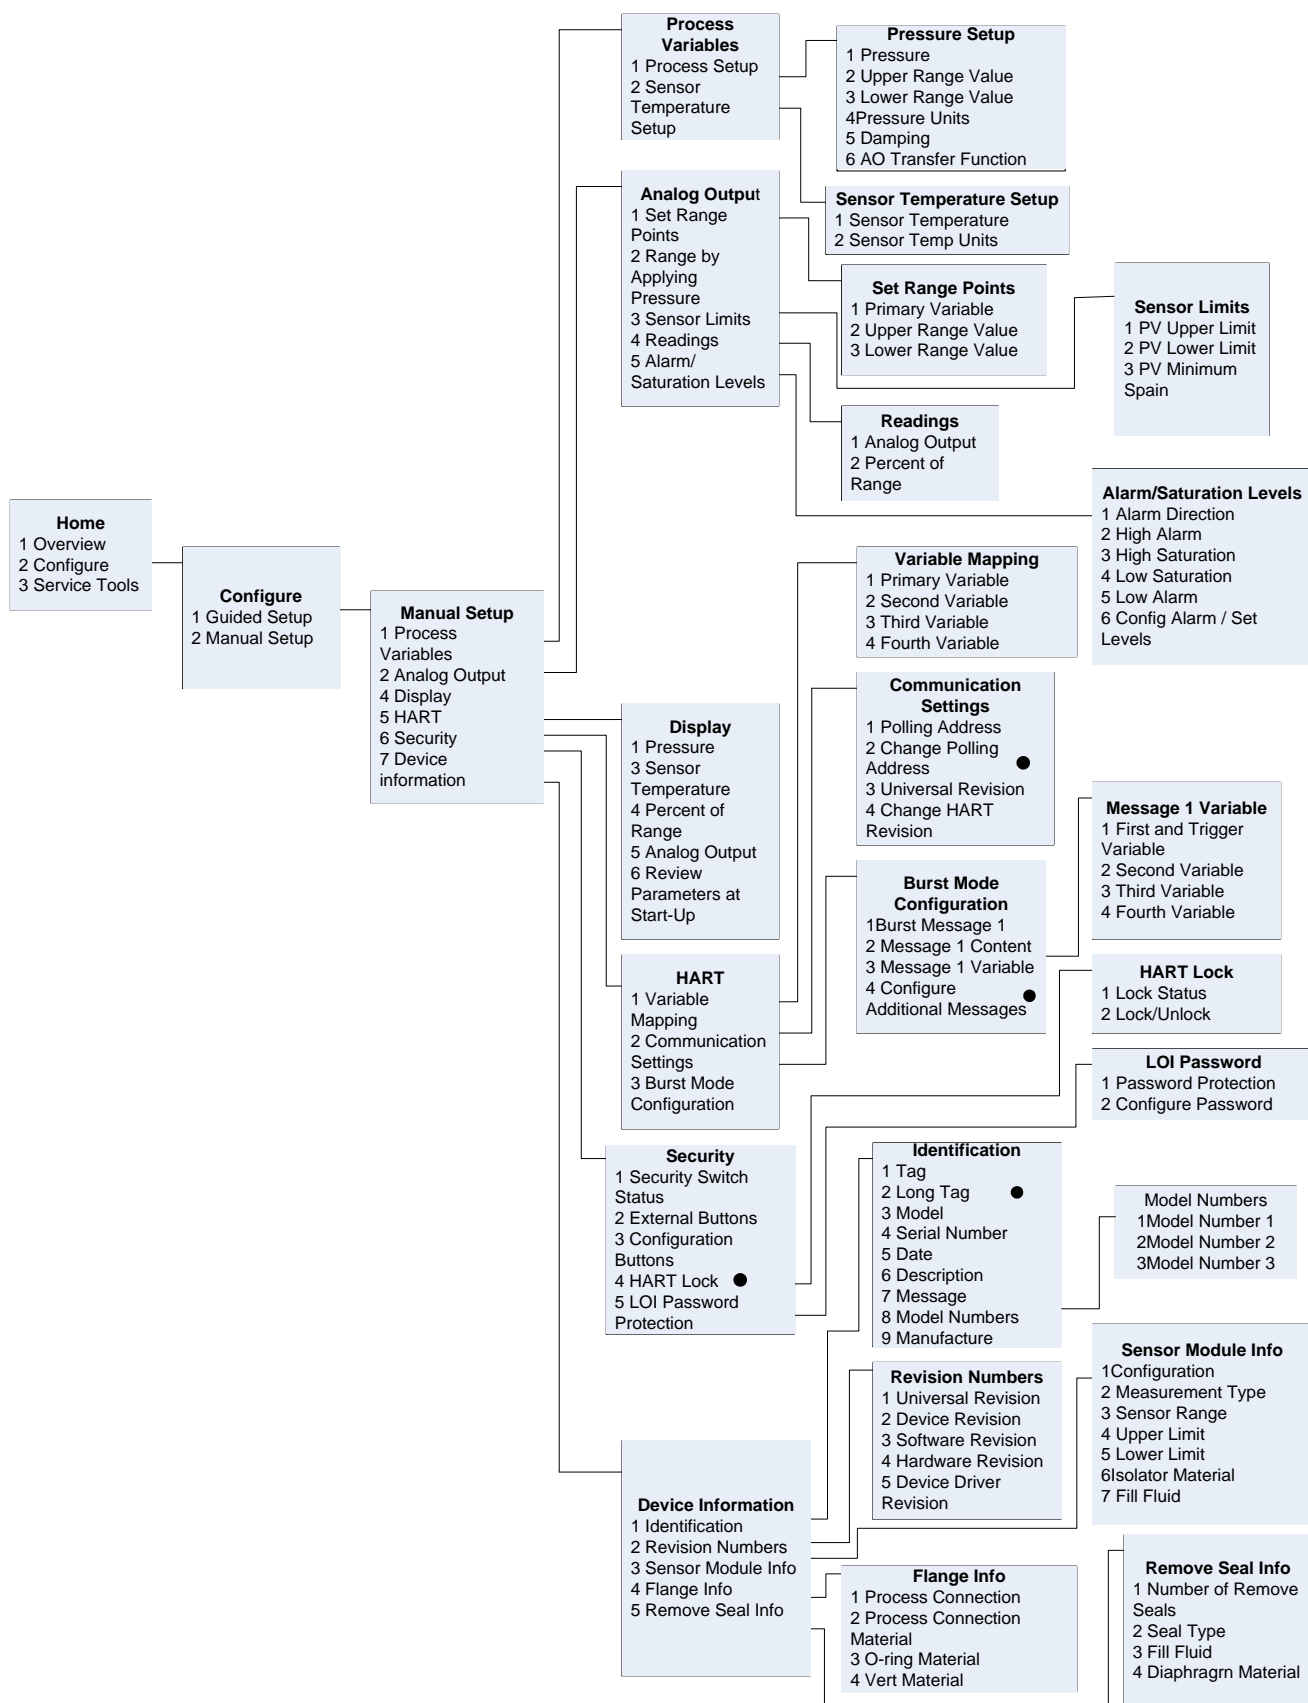 Home
1 Overview
2 Configure
3 Service Tools
Configure
1 Guided Setup
2 Manual Setup
Manual Setup
1 Process
Variables
2 Analog Output
4 Display
5 HART
6 Security
7 Device
information
Process
Variables
1 Process Setup
2 Sensor
Temperature
Setup
Analog Output
1 Set Range
Points
2 Range by
Applying
Pressure
3 Sensor Limits
4 Readings
5 Alarm/
Saturation Levels
Display
1 Pressure
3 Sensor
Temperature
4 Percent of
Range
5 Analog Output
6 Review
Parameters at
Start-Up
HART
1 Variable
Mapping
2 Communication
Settings
3 Burst Mode
Configuration
Security
1 Security Switch
Status
2 External Buttons
3 Configuration
Buttons
4 HART Lock
5 LOI Password
Protection
Device Information
1 Identification
2 Revision Numbers
3 Sensor Module Info
4 Flange Info
5 Remove Seal Info
Pressure Setup
1 Pressure
2 Upper Range Value
3 Lower Range Value
4Pressure Units
5 Damping
6 AO Transfer Function
Sensor Temperature Setup
1 Sensor Temperature
2 Sensor Temp Units
Set Range Points
1 Primary Variable
2 Upper Range Value
3 Lower Range Value
Readings
1 Analog Output
2 Percent of
Range
Variable Mapping
1 Primary Variable
2 Second Variable
3 Third Variable
4 Fourth Variable
Communication
Settings
1 Polling Address
2 Change Polling
Address
3 Universal Revision
4 Change HART
Revision
Burst Mode
Configuration
1Burst Message 1
2 Message 1 Content
3 Message 1 Variable
4 Configure
Additional Messages
Identification
1 Tag
2 Long Tag
3 Model
4 Serial Number
5 Date
6 Description
7 Message
8 Model Numbers
9 Manufacture
Revision Numbers
1 Universal Revision
2 Device Revision
3 Software Revision
4 Hardware Revision
5 Device Driver
Revision
Flange Info
1 Process Connection
2 Process Connection
Material
3 O-ring Material
4 Vert Material
Sensor Limits
1 PV Upper Limit
2 PV Lower Limit
3 PV Minimum
Spain
Alarm/Saturation Levels
1 Alarm Direction
2 High Alarm
3 High Saturation
4 Low Saturation
5 Low Alarm
6 Config Alarm / Set
Levels
Message 1 Variable
1 First and Trigger
Variable
2 Second Variable
3 Third Variable
4 Fourth Variable
HART Lock
1 Lock Status
2 Lock/Unlock
LOI Password
1 Password Protection
2 Configure Password
Model Numbers
1Model Number 1
2Model Number 2
3Model Number 3
Sensor Module Info
1Configuration
2 Measurement Type
3 Sensor Range
4 Upper Limit
5 Lower Limit
6Isolator Material
7 Fill Fluid
Remove Seal Info
1 Number of Remove
Seals
2 Seal Type
3 Fill Fluid
4 Diaphragrn Material